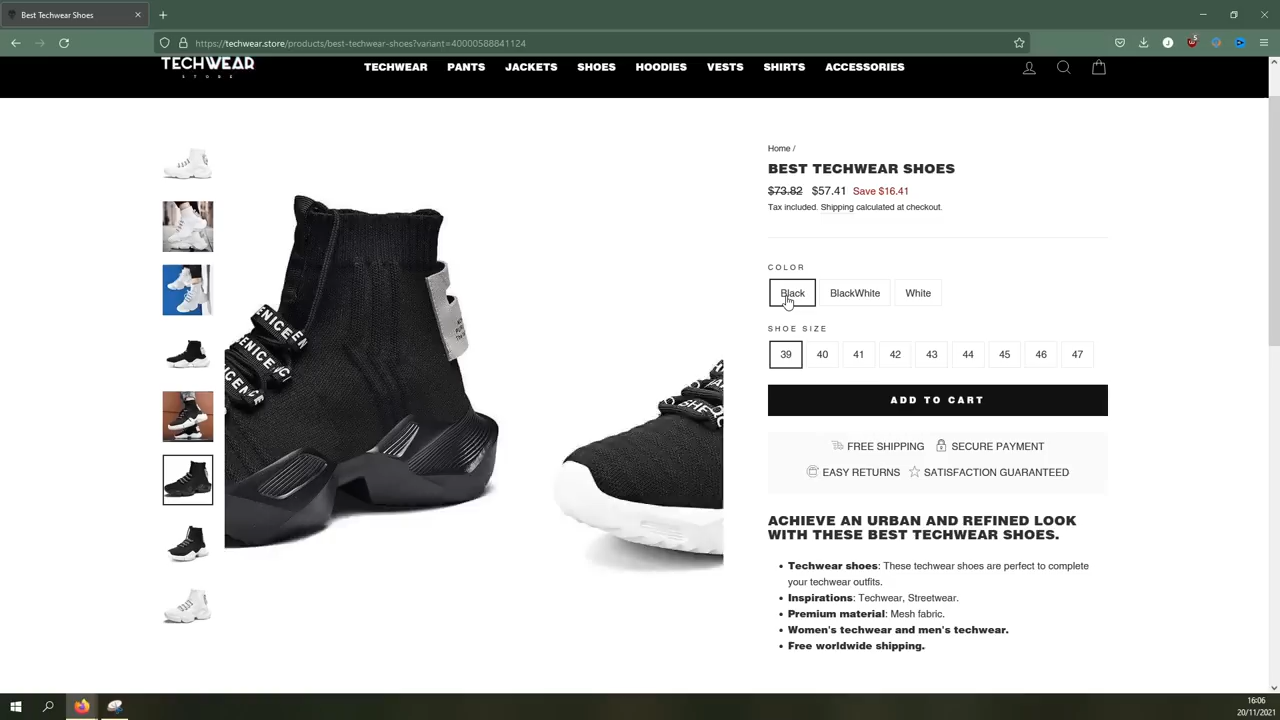 Best Techwear Shoes
https://techwear.store/products/best-techwear-shoes?variant=40000588841124
5
TECHWEAR
STORE
TECHWEAR PANTS JACKETS SHOES HOODIES VESTS SHIRTS ACCESSORIES
Home /
BEST TECHWEAR SHOES
$73.82 $57.41 Save $16.41
Tax included. Shipping calculated at checkout.
COLOR
Black BlackWhite White
SHOE SIZE
39 40 41 42 43 44 45 46 47
ADD TO CART
FREE SHIPPING SECURE PAYMENT
EASY RETURNS SATISFACTION GUARANTEED
ACHIEVE AN URBAN AND REFINED LOOK
WITH THESE BEST TECHWEAR SHOES.
Techwear shoes: These techwear shoes are perfect to complete
your techwear outfits.
Inspirations: Techwear, Streetwear.
Premium material: Mesh fabric.
Women's techwear and men's techwear.
Free worldwide shipping.
16:06
20/11/2021